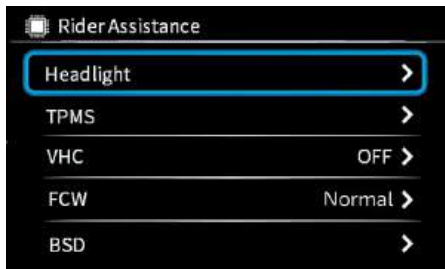 Rider Assistance
Headlight
TPMS
VHC OFF
FCW Normal
BSD